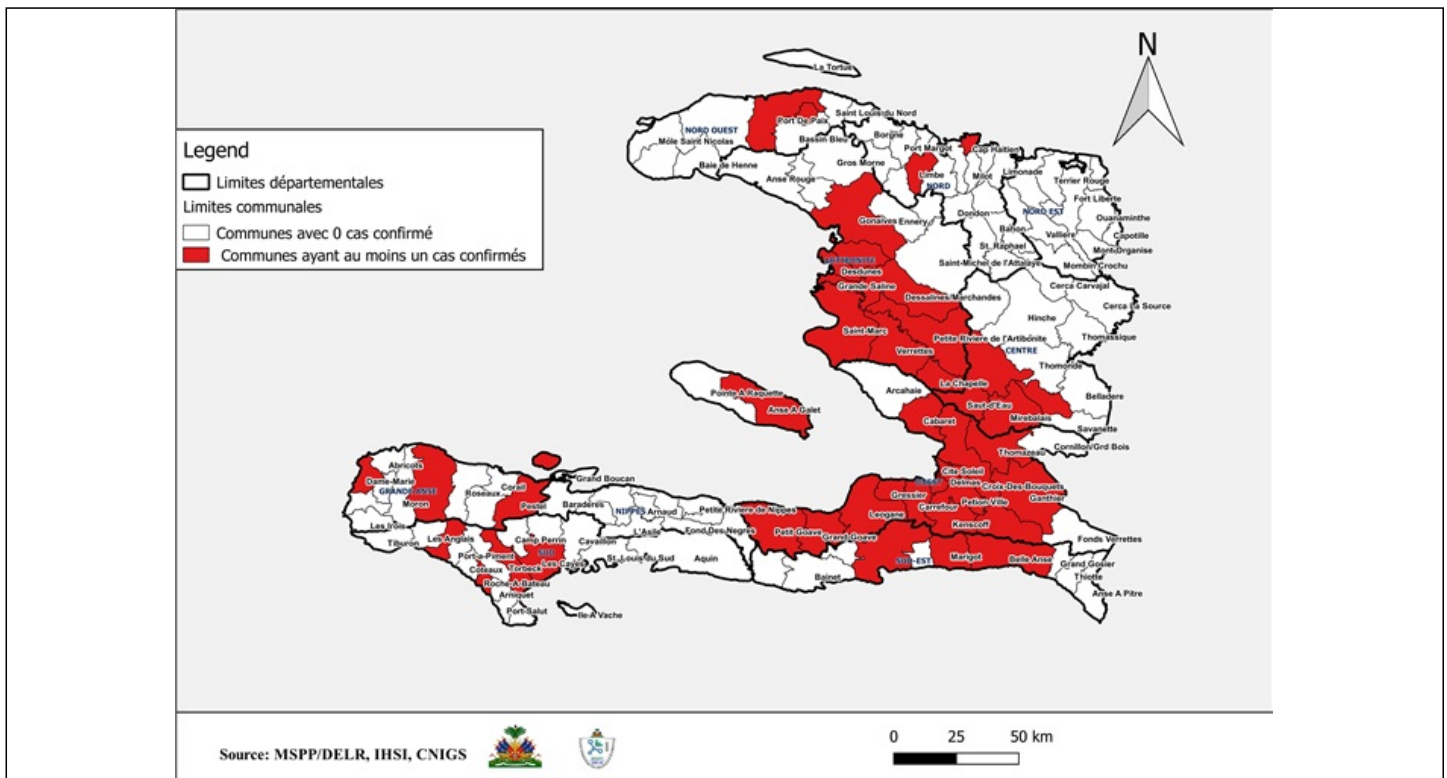 N
La Tortue
Saint Louis du Nord
Port De Paix
NORD OUEST
Môle Saint Nicolas
Bassin Bleu
Borgne
Port Margot
Cap Haïtien
Baie de Henne
Gros Morne
Limbe
Milot
Limonade
Terrier Rouge
Anse Rouge
NORD
Fort Liberte
NORD EST
Ouanaminthe
Gonaives
Ennery
Dondon
Bahon
Valliere
Capotille
St. Raphael
Mont-Organise
Saint-Michel de l'Attalaye
Mombin Crochu
Desdunes
Grande Saline
Cerca Carvajal
Dessalines/Marchandes
Cerca La Source
Hinche
Saint-Marc
Petite Riviere de l'Artibonite
Thomassique
Verrettes
CENTRE
Thomonde
La Chapelle
Arcahaie
Belladere
Pointe A Raquette
Saut-d'Eau
Anse A Galet
Mirebalais
Cabaret
Savanette
Cornillon/Grd Bois
Thomazeau
Abricots
Cite Soleil
Dame-Marie
Grand Boucan
Delmas
Croix-Des-Bouquets
Corail
GRANDE ANSE
Roseaux
Gressier
Ganthier
Moron
Pestel
Baraderes
Petite Riviere de Nippes
Carrefour
Petion Ville
NIPPES
Arnaud
Leogane
Les Irois
Petit Goave
Kenscoff
L'Asile
Fond Des Negres
Grand Goave
Tiburon
Les Anglais
Camp Perrin
Cavaillon
Fonds Verrettes
Port-a-Piment
SUD
St. Louis du Sud
Aquin
Marigot
Belle Anse
Les Cayes
SUD-EST
Grand Gosier
Coteaux
Torbeck
Bainet
Thiotte
Roche-A-Bateau
Arniquet
Anse A Pitre
Port-Salut
Ile A Vache
Legend
Limites départementales
Limites communales
Communes avec 0 cas confirmé
Communes ayant au moins un cas confirmés
Source: MSPP/DELR, IHSI, CNIGS
0 25 50 km